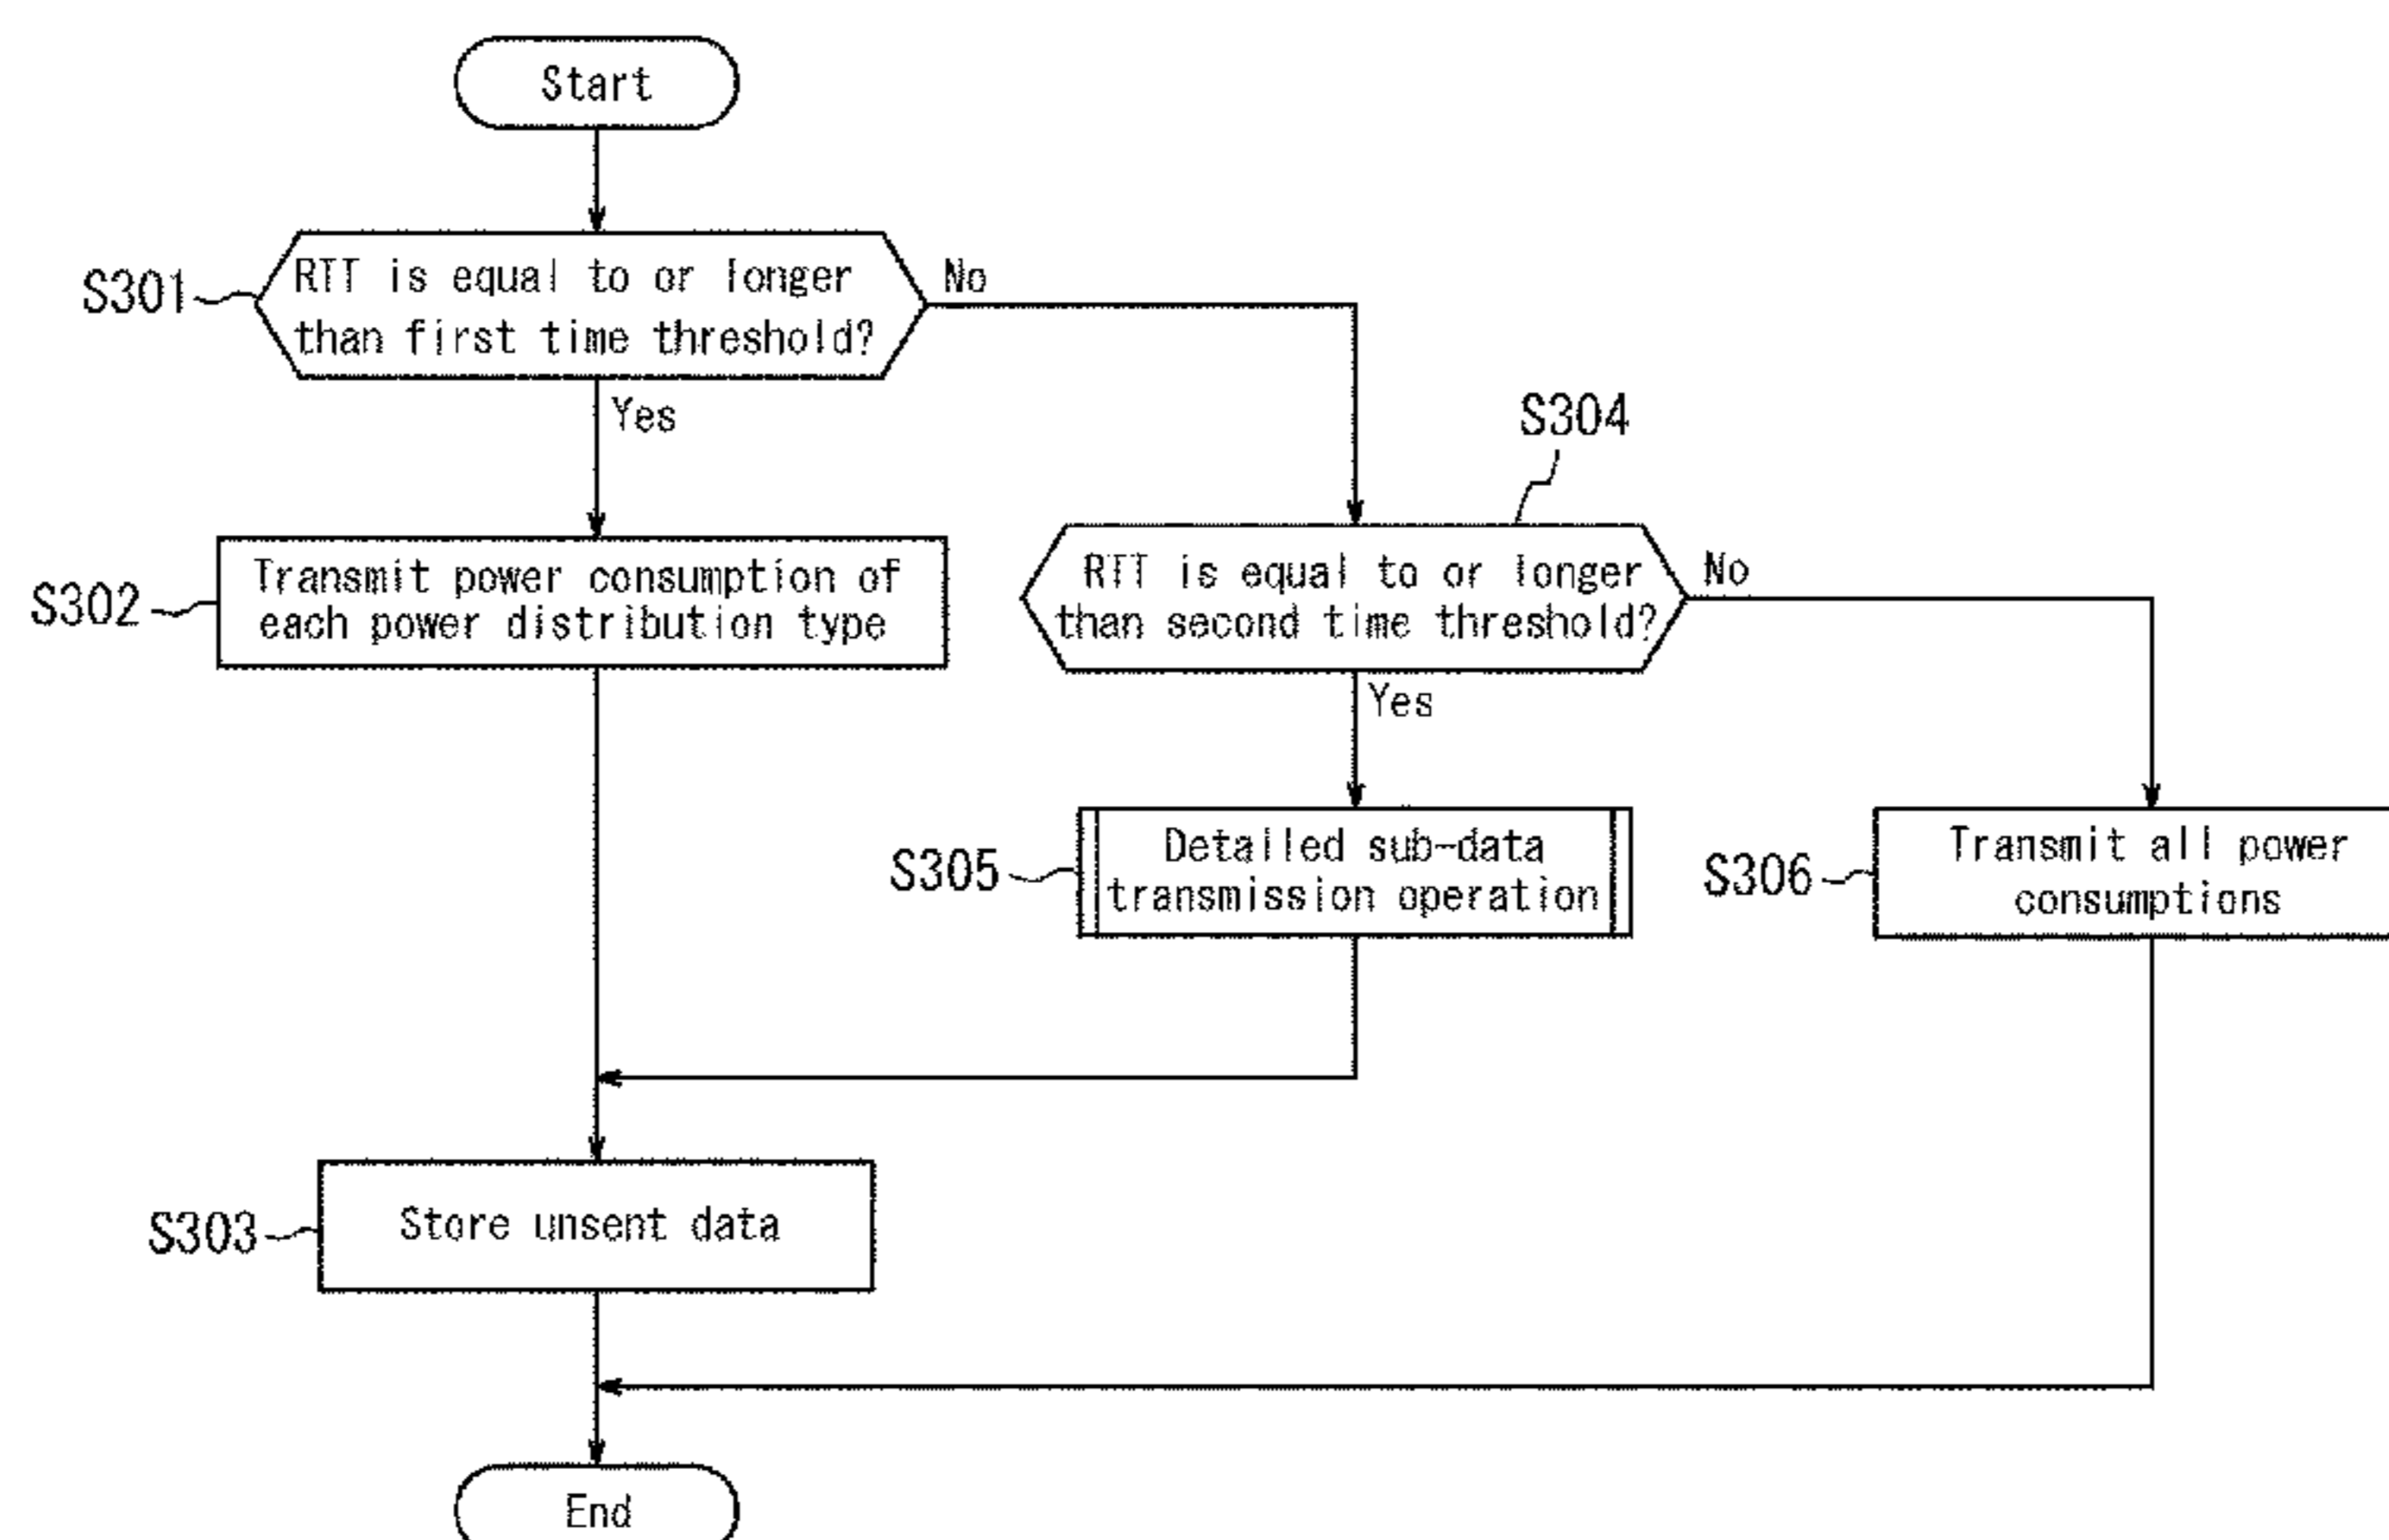 Start
S301
RTT is equal to or longer
than first time threshold?
No
Yes
S304
S302
Transmit power consumption of
each power distribution type
RTT is equal to or longer
than second time threshold?
No
Yes
S305
Detailed sub-data
transmission operation
S306
Transmit all power
consumptions
S303
Store unsent data
End